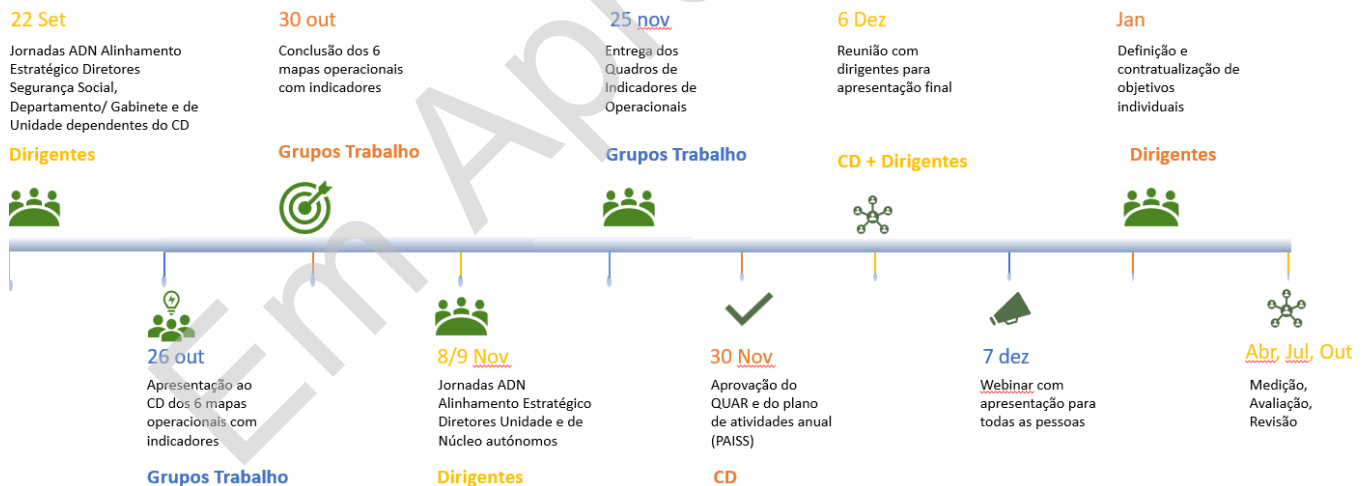 22 Set
Jornadas ADN Alinhamento
Estratégico Diretores
Segurança Social,
Departamento/ Gabinete e de
Unidade dependentes do CD
Dirigentes
30 out
Conclusão dos 6
mapas operacionais
com indicadores
Grupos Trabalho
25 nov
Entrega dos
Quadros de
Indicadores de
Operacionais
Grupos Trabalho
6 Dez
Reunião com
dirigentes para
apresentação final
CD + Dirigentes
Jan
Definição e
contratualização de
objetivos
individuais
Dirigentes
26 out
Apresentação ao
CD dos 6 mapas
operacionais com
indicadores
Grupos Trabalho
8/9 Nov
Jornadas ADN
Alinhamento Estratégico
Diretores Unidade e de
Núcleo autónomos
Dirigentes
30 Nov
Aprovação do
QUAR e do plano
de atividades anual
(PAISS)
CD
7 dez
Webinar com
apresentação para
todas as pessoas
Abr, Jul, Out
Medição,
Avaliação,
Revisão
Em Apr